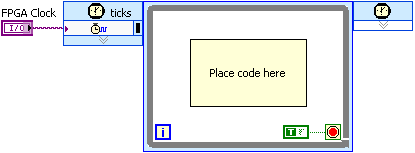 FPGA Clock
I/O
ticks
Place code here
i
T